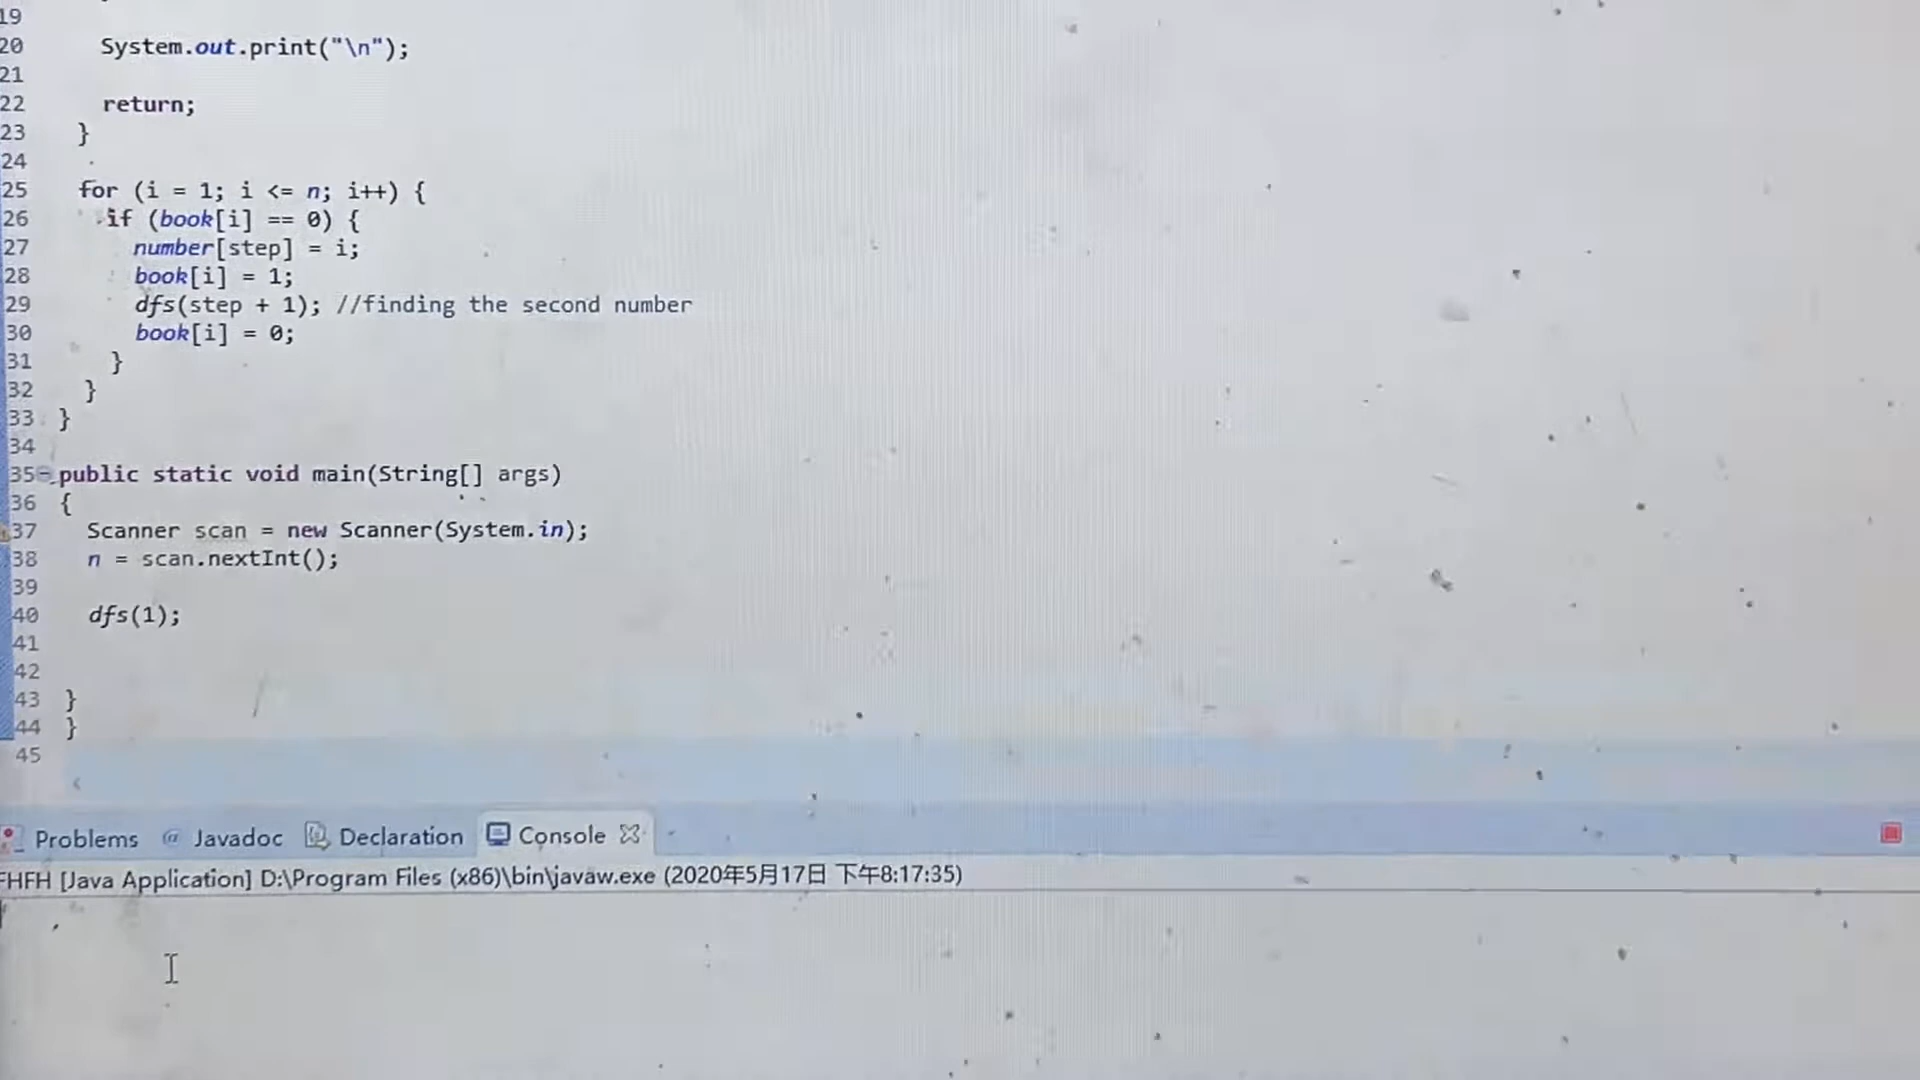 19
20 System.out.print("\n");
21
22 return;
23 }
24
25 for (i = 1; i <= n; i++) {
26 if (book[i] == 0) {
27 number[step] = i;
28 book[i] = 1;
29 dfs(step + 1); //finding the second number
30 book[i] = 0;
31 }
32 }
33 }
34
35 public static void main(String[] args)
36 {
37 Scanner scan = new Scanner(System.in);
38 n = scan.nextInt();
39
40 dfs(1);
41
42
43 }
44 }
45
Problems @ Javadoc Declaration Console
FHFH [Java Application] D:\Program Files (x86)\bin\javaw.exe (2020年5月17日 下午8:17:35)